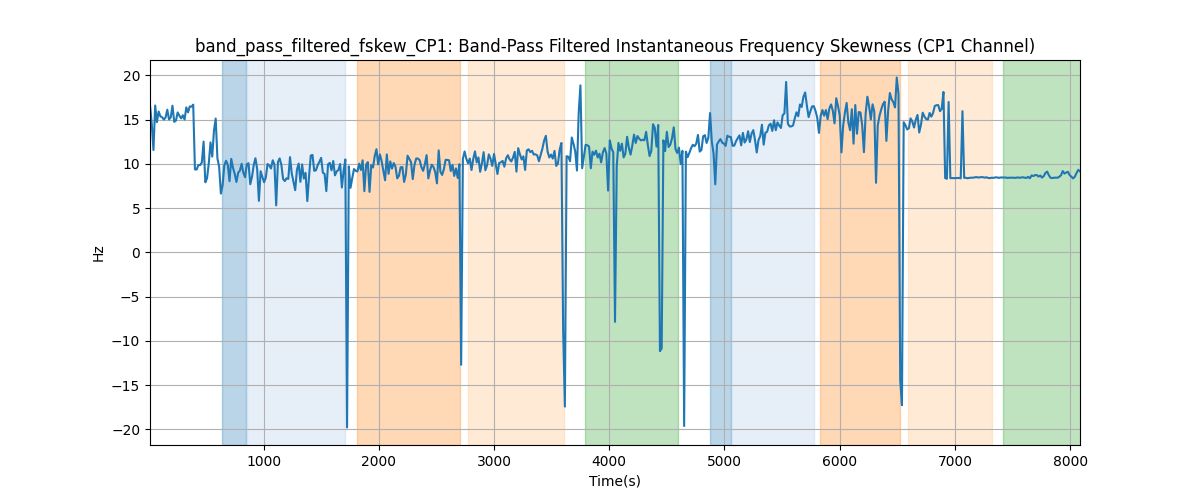 band_pass_filtered_fskew_CP1: Band-Pass Filtered Instantaneous Frequency Skewness (CP1 Channel)
20
15
10
5
0
−5
−10
−15
−20
Hz
1000 2000 3000 4000 5000 6000 7000 8000
Time(s)